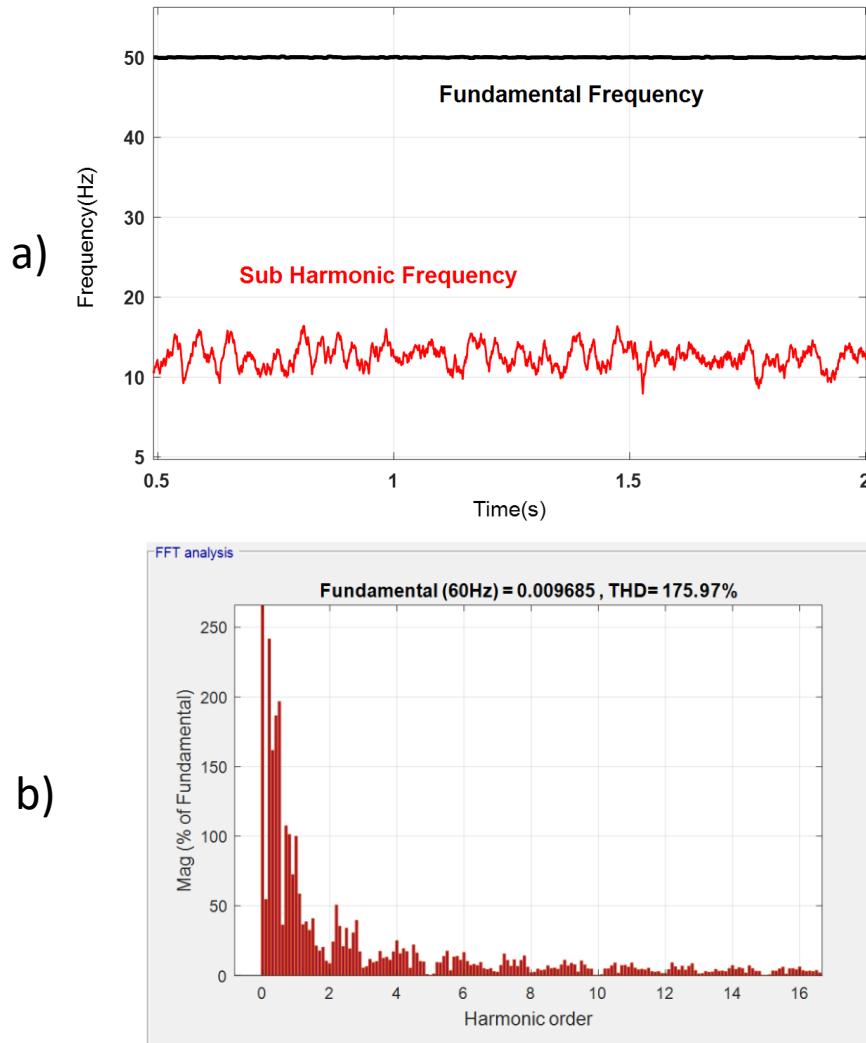 a)
Frequency(Hz)
50
40
30
20
10
5
Fundamental Frequency
Sub Harmonic Frequency
0.5
1
1.5
2
Time(s)
b)
FFT analysis
Fundamental (60Hz) = 0.009685 , THD= 175.97%
Mag (% of Fundamental)
250
200
150
100
50
0
0
2
4
6
8
10
12
14
16
Harmonic order